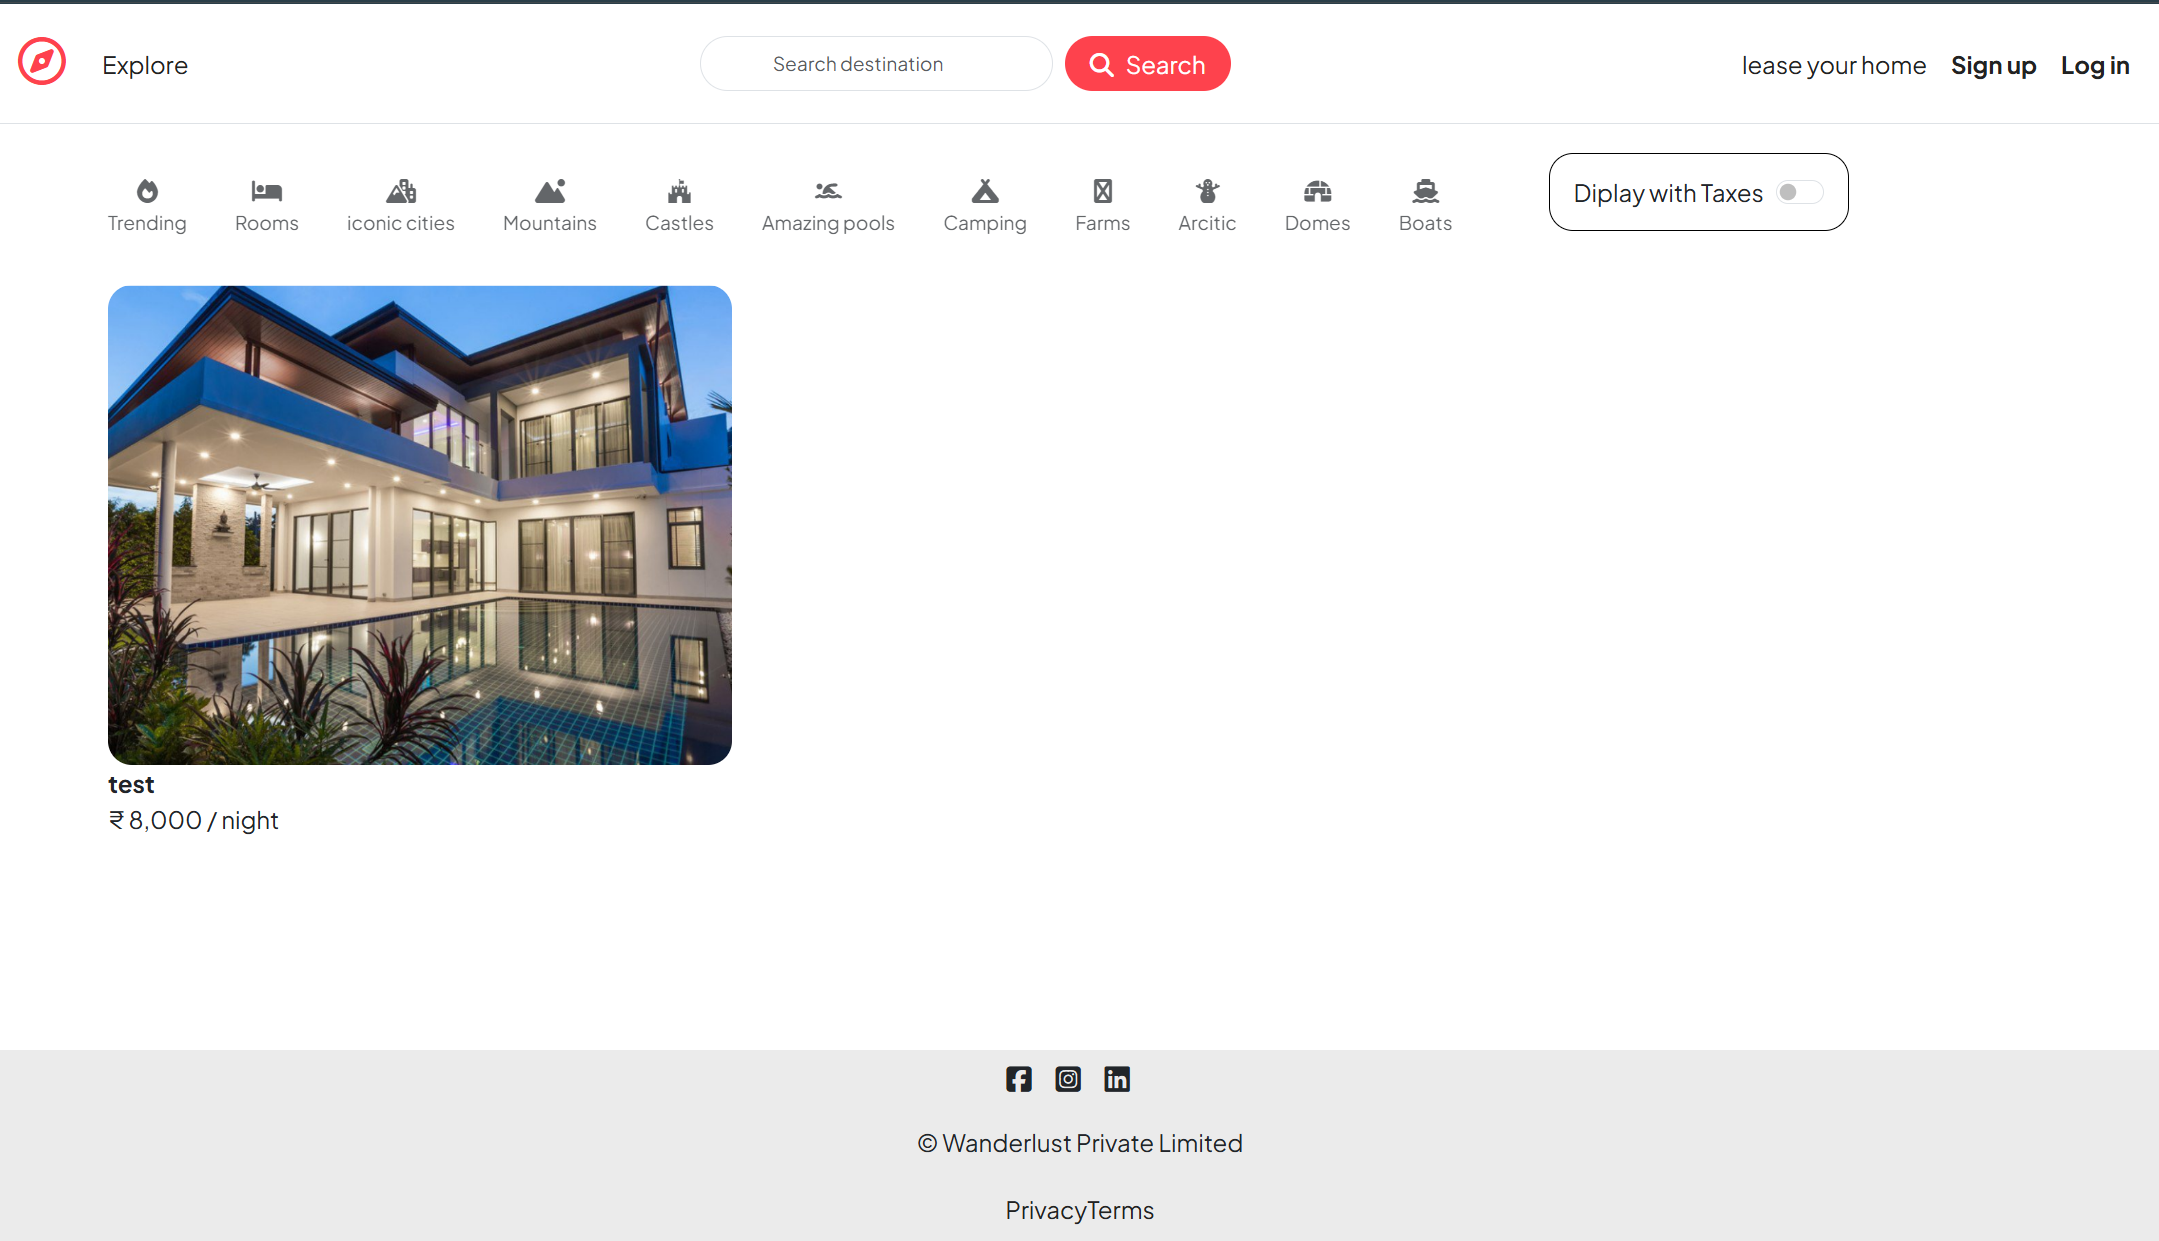 Explore
Search destination
Search
lease your home
Sign up
Log in
Trending
Rooms
iconic cities
Mountains
Castles
Amazing pools
Camping
Farms
Arcitic
Domes
Boats
Diplay with Taxes
test
₹ 8,000 / night
© Wanderlust Private Limited
PrivacyTerms